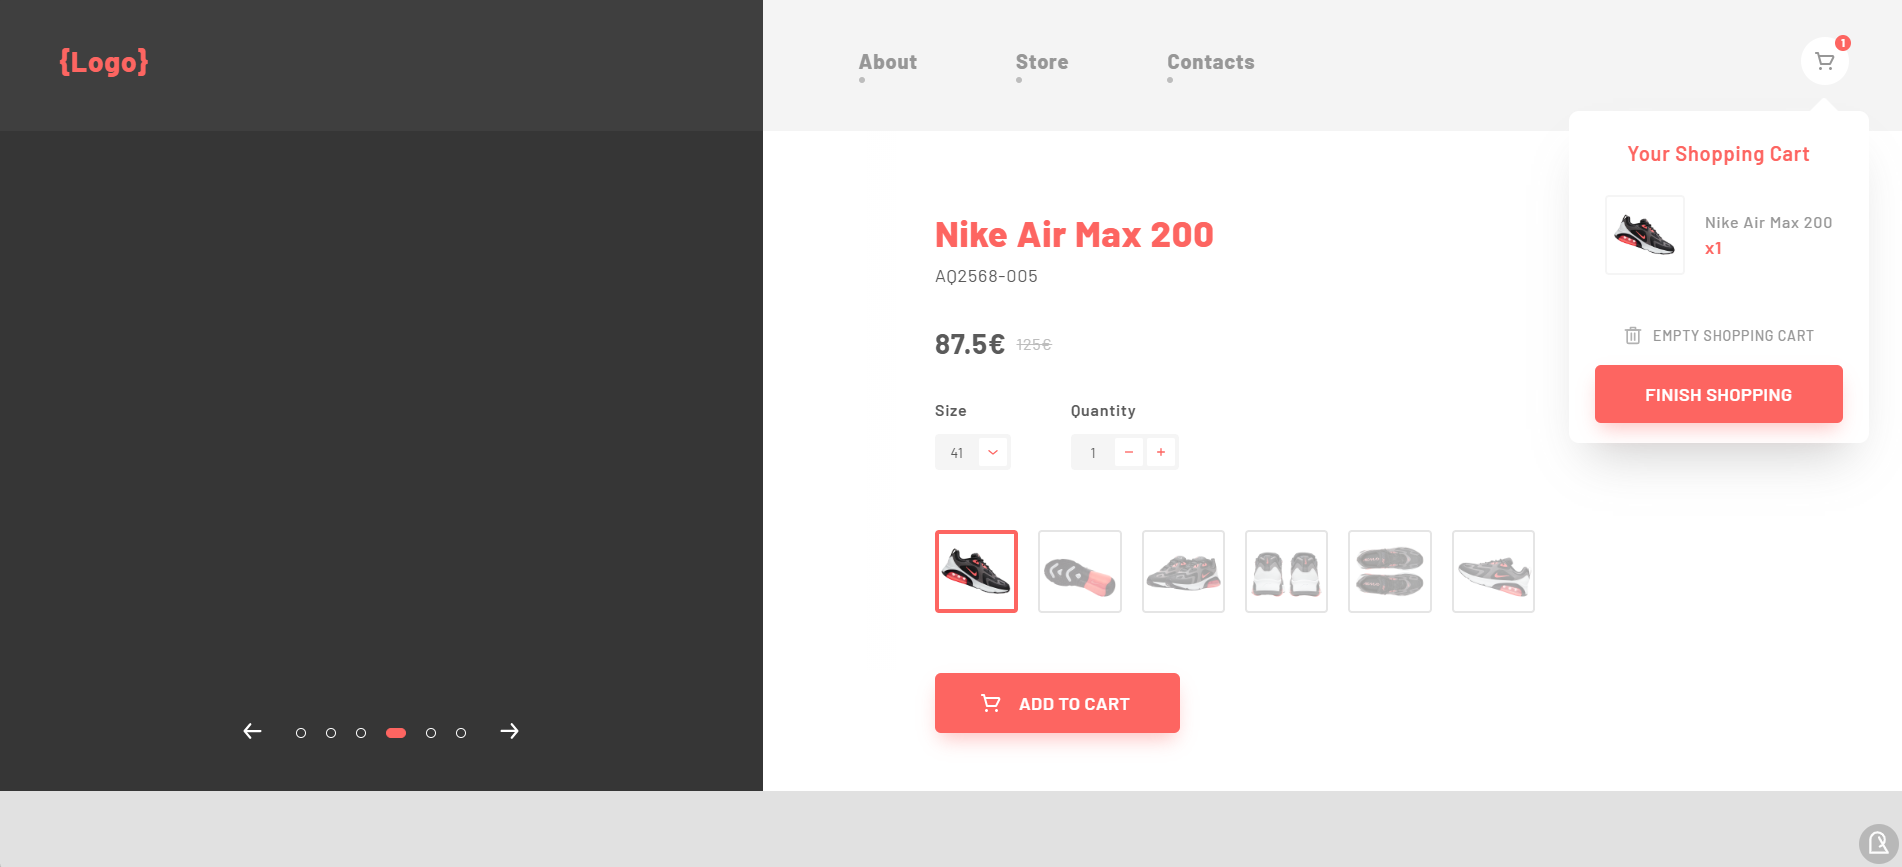 {Logo}
About
Store
Contacts
1
Your Shopping Cart
Nike Air Max 200
x1
EMPTY SHOPPING CART
FINISH SHOPPING
Nike Air Max 200
AQ2568-005
87.5€ 125€
Size
Quantity
41
1
ADD TO CART